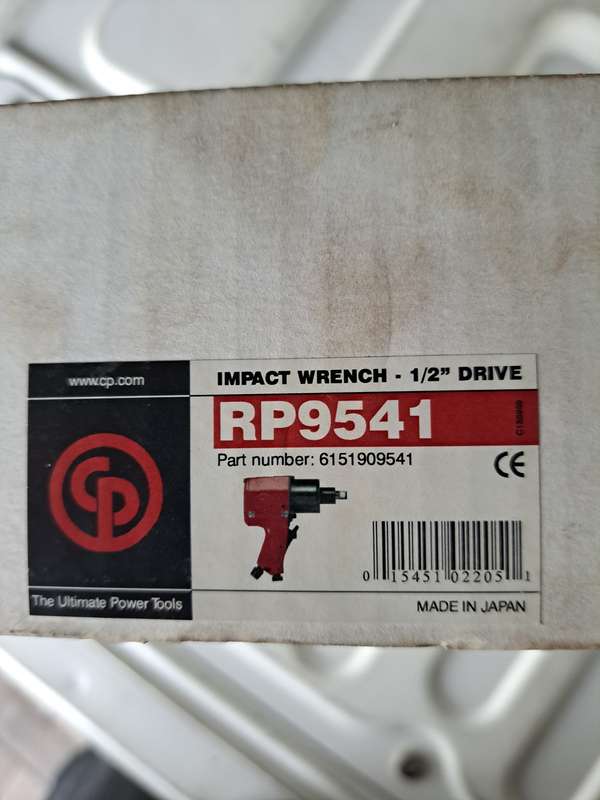 www.cp.com
CP
The Ultimate Power Tools
IMPACT WRENCH - 1/2” DRIVE
RP9541
Part number: 6151909541
CE
0 15451 02205 1
MADE IN JAPAN